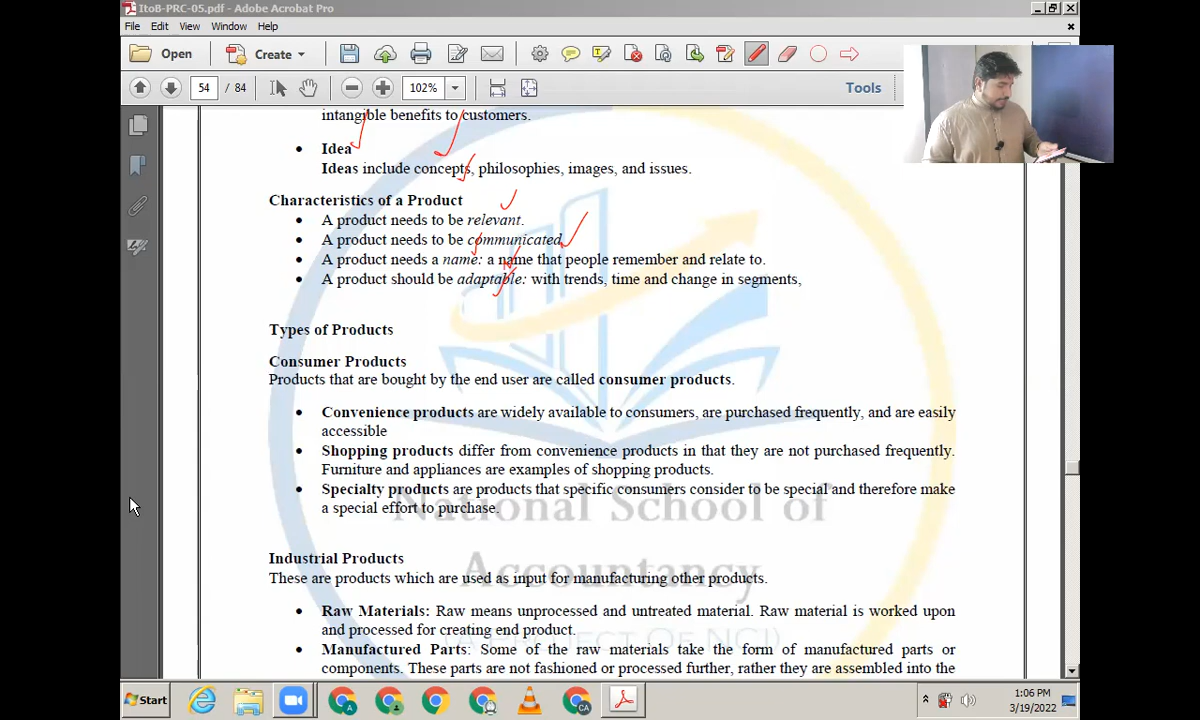 ItoB-PRC-05.pdf - Adobe Acrobat Pro
File Edit View Window Help
Open Create
54 / 84 102% Tools
intangible benefits to customers.
• Idea
Ideas include concepts, philosophies, images, and issues.
Characteristics of a Product
• A product needs to be relevant.
• A product needs to be communicated
• A product needs a name: a name that people remember and relate to.
• A product should be adaptable: with trends, time and change in segments,
Types of Products
Consumer Products
Products that are bought by the end user are called consumer products.
• Convenience products are widely available to consumers, are purchased frequently, and are easily
accessible
• Shopping products differ from convenience products in that they are not purchased frequently.
Furniture and appliances are examples of shopping products.
• Specialty products are products that specific consumers consider to be special and therefore make
a special effort to purchase.
National School of
Accountancy
Industrial Products
These are products which are used as input for manufacturing other products.
• Raw Materials: Raw means unprocessed and untreated material. Raw material is worked upon
and processed for creating end product.
(A PROJECT OF NCI)
• Manufactured Parts: Some of the raw materials take the form of manufactured parts or
components. These parts are not fashioned or processed further, rather they are assembled into the
Start
1:06 PM
3/19/2022